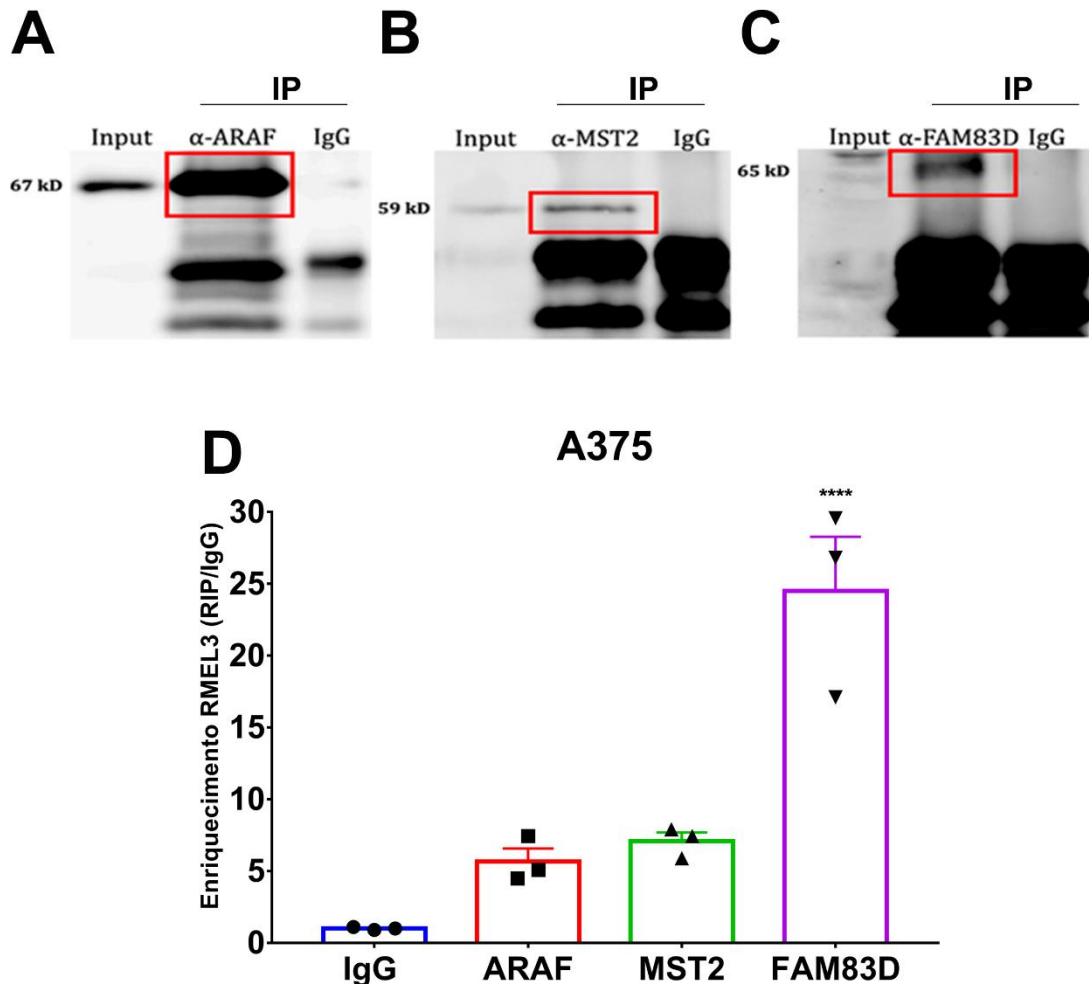 A
IP
Input α-ARAF IgG
67 kD
B
IP
Input α-MST2 IgG
59 kD
C
IP
Input α-FAM83D IgG
65 kD
D
A375
Enriquecimento RMEL3 (RIP/IgG)
30
25
20
15
10
5
0
****
IgG ARAF MST2 FAM83D